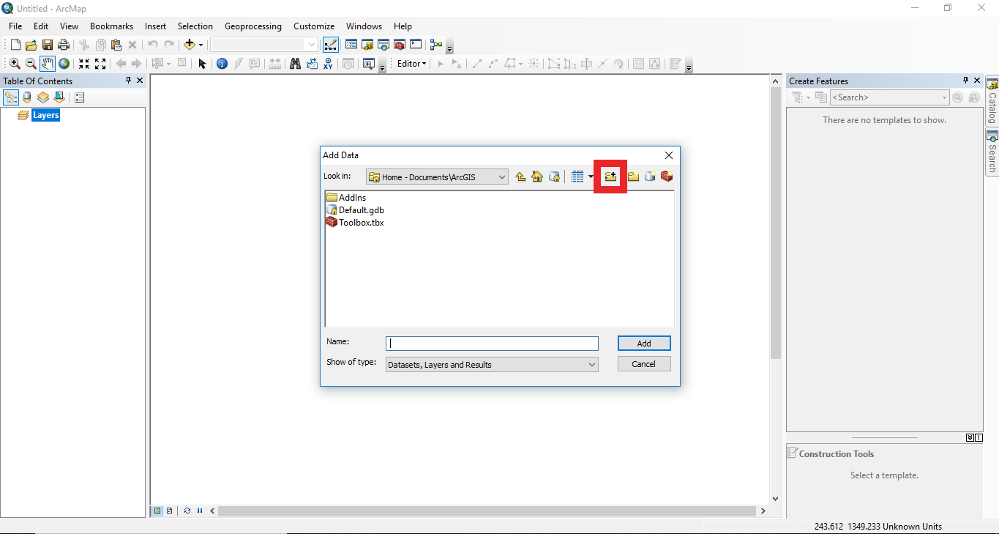 Untitled - ArcMap
File Edit View Bookmarks Insert Selection Geoprocessing Customize Windows Help
Editor
Table Of Contents
Layers
Add Data
Look in: Home - Documents\ArcGIS
AddIns
Default.gdb
Toolbox.tbx
Name:
Add
Show of type: Datasets, Layers and Results
Cancel
Create Features
<Search>
There are no templates to show.
Construction Tools
Select a template.
Catalog
Search
243.612 1349.233 Unknown Units